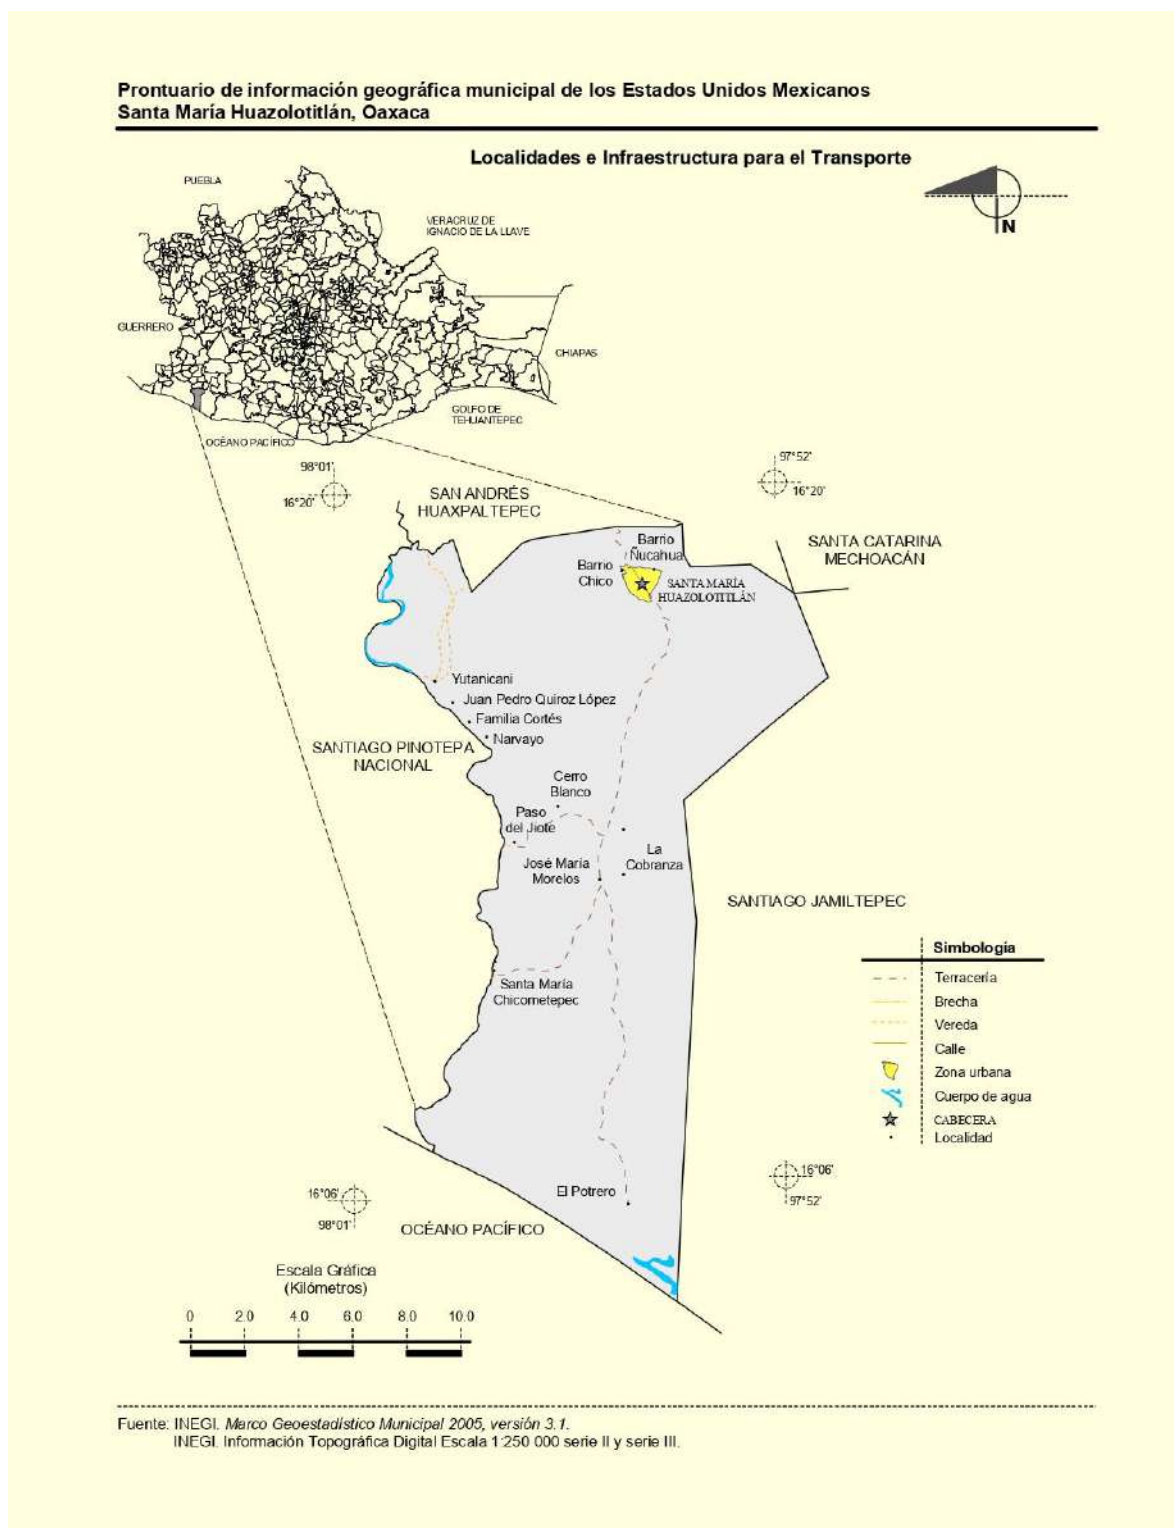 Prontuario de información geográfica municipal de los Estados Unidos Mexicanos
Santa María Huazolotitlán, Oaxaca
Localidades e Infraestructura para el Transporte
N
PUEBLA
VERACRUZ DE
IGNACIO DE LA LLAVE
GUERRERO
CHIAPAS
GOLFO DE
TEHUANTEPEC
OCÉANO PACÍFICO
98°01'
16°20'
97°52'
16°20'
SAN ANDRÉS
HUAXPALTEPEC
SANTA CATARINA
MECHOACÁN
Barrio
Ñucahua
Barrio
Chico
SANTA MARÍA
HUAZOLOTITLÁN
Yutanicani
Juan Pedro Quiroz López
Familia Cortés
Narvayo
SANTIAGO PINOTEPA
NACIONAL
Cerro
Blanco
Paso
del Jiote
La
Cobranza
José María
Morelos
SANTIAGO JAMILTEPEC
Santa María
Chicometepec
Simbología
Terracería
Brecha
Vereda
Calle
Zona urbana
Cuerpo de agua
CABECERA
Localidad
16°06'
97°52'
El Potrero
16°06'
98°01'
OCÉANO PACÍFICO
Escala Gráfica
(Kilómetros)
0 2.0 4.0 6.0 8.0 10.0
Fuente: INEGI. Marco Geoestadístico Municipal 2005, versión 3.1.
INEGI. Información Topográfica Digital Escala 1:250 000 serie II y serie III.